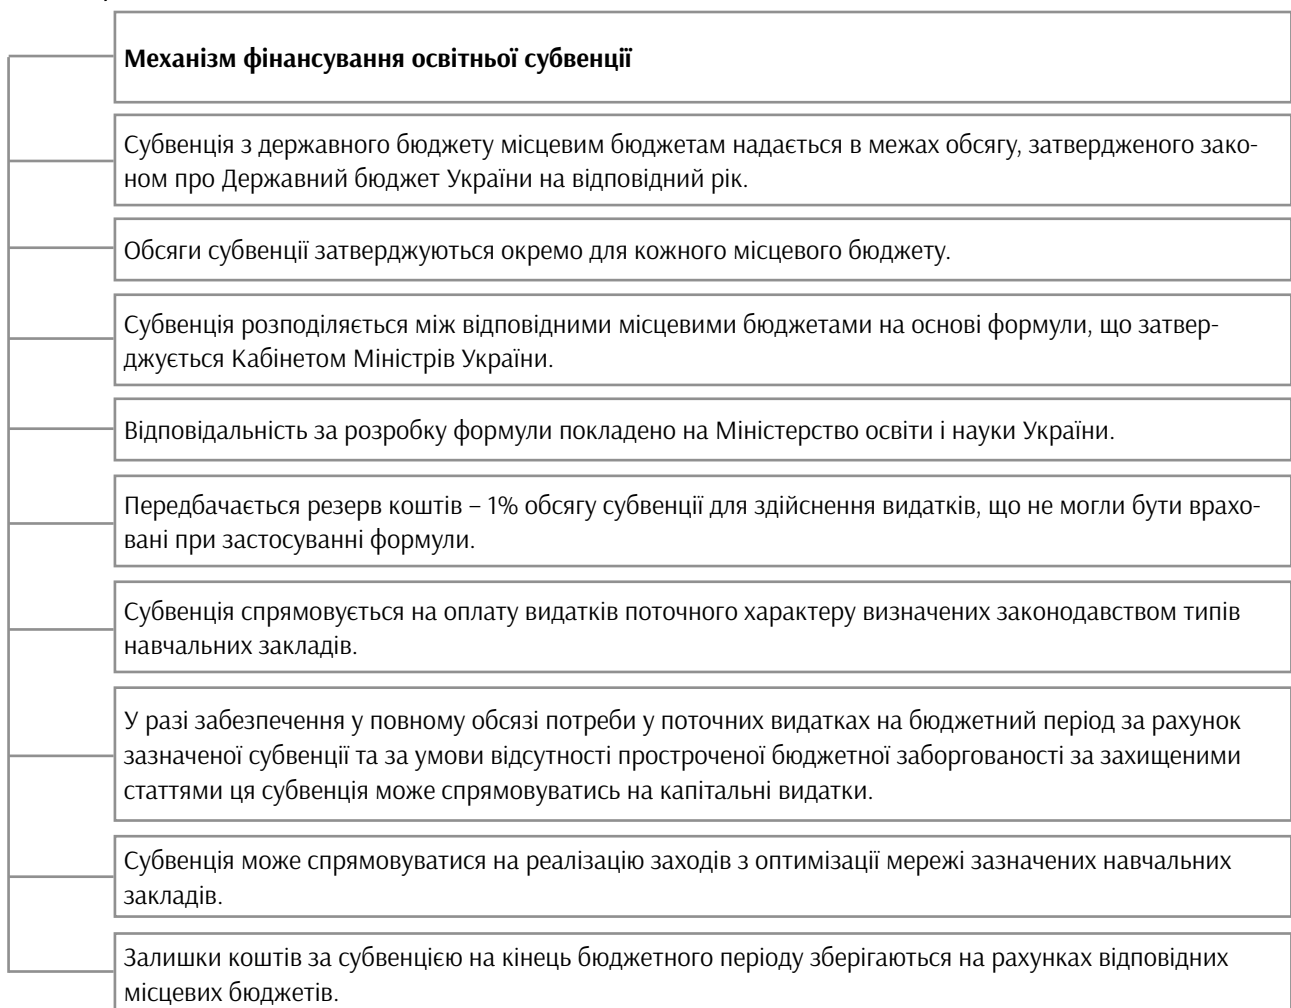 Механізм фінансування освітньої субвенції
Субвенція з державного бюджету місцевим бюджетам надається в межах обсягу, затвердженого зако-
ном про Державний бюджет України на відповідний рік.
Обсяги субвенції затверджуються окремо для кожного місцевого бюджету.
Субвенція розподіляється між відповідними місцевими бюджетами на основі формули, що затвер-
джується Кабінетом Міністрів України.
Відповідальність за розробку формули покладено на Міністерство освіти і науки України.
Передбачається резерв коштів – 1% обсягу субвенції для здійснення видатків, що не могли бути врахо-
вані при застосуванні формули.
Субвенція спрямовується на оплату видатків поточного характеру визначених законодавством типів
навчальних закладів.
У разі забезпечення у повному обсязі потреби у поточних видатках на бюджетний період за рахунок
зазначеної субвенції та за умови відсутності простроченої бюджетної заборгованості за захищеними
статтями ця субвенція може спрямовуватись на капітальні видатки.
Субвенція може спрямовуватися на реалізацію заходів з оптимізації мережі зазначених навчальних
закладів.
Залишки коштів за субвенцією на кінець бюджетного періоду зберігаються на рахунках відповідних
місцевих бюджетів.